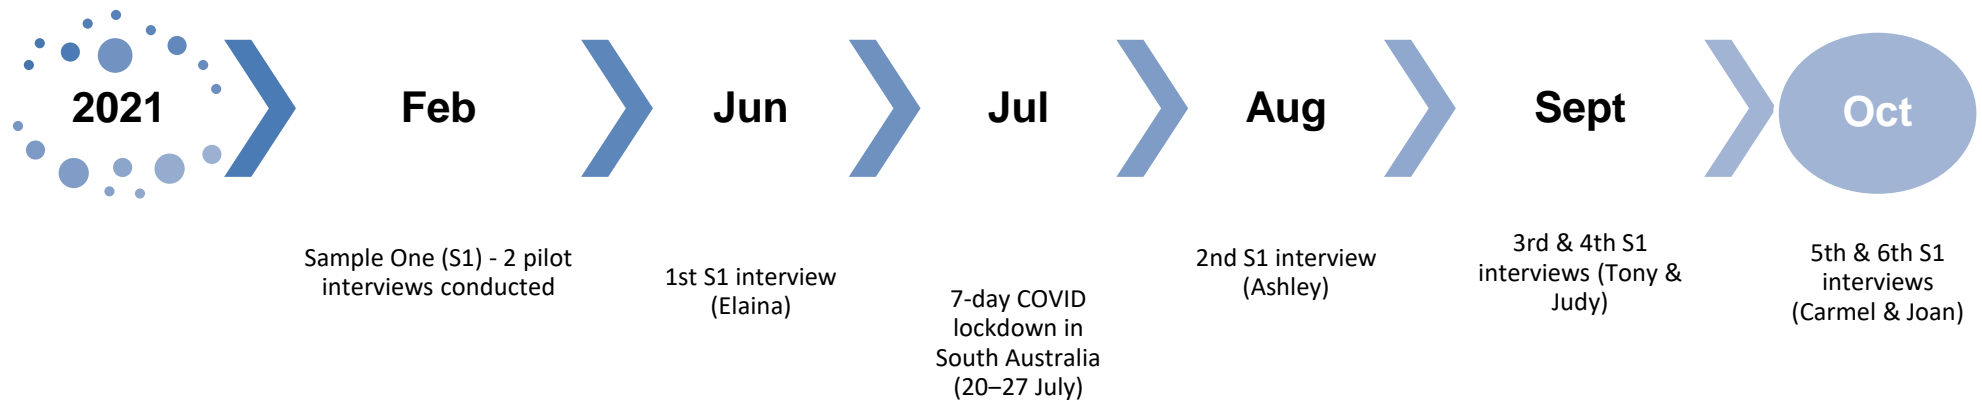 2021
Feb
Jun
Jul
Aug
Sept
Oct
Sample One (S1) - 2 pilot
interviews conducted
1st S1 interview
(Elaina)
7-day COVID
lockdown in
South Australia
(20–27 July)
2nd S1 interview
(Ashley)
3rd & 4th S1
interviews (Tony &
Judy)
5th & 6th S1
interviews
(Carmel & Joan)